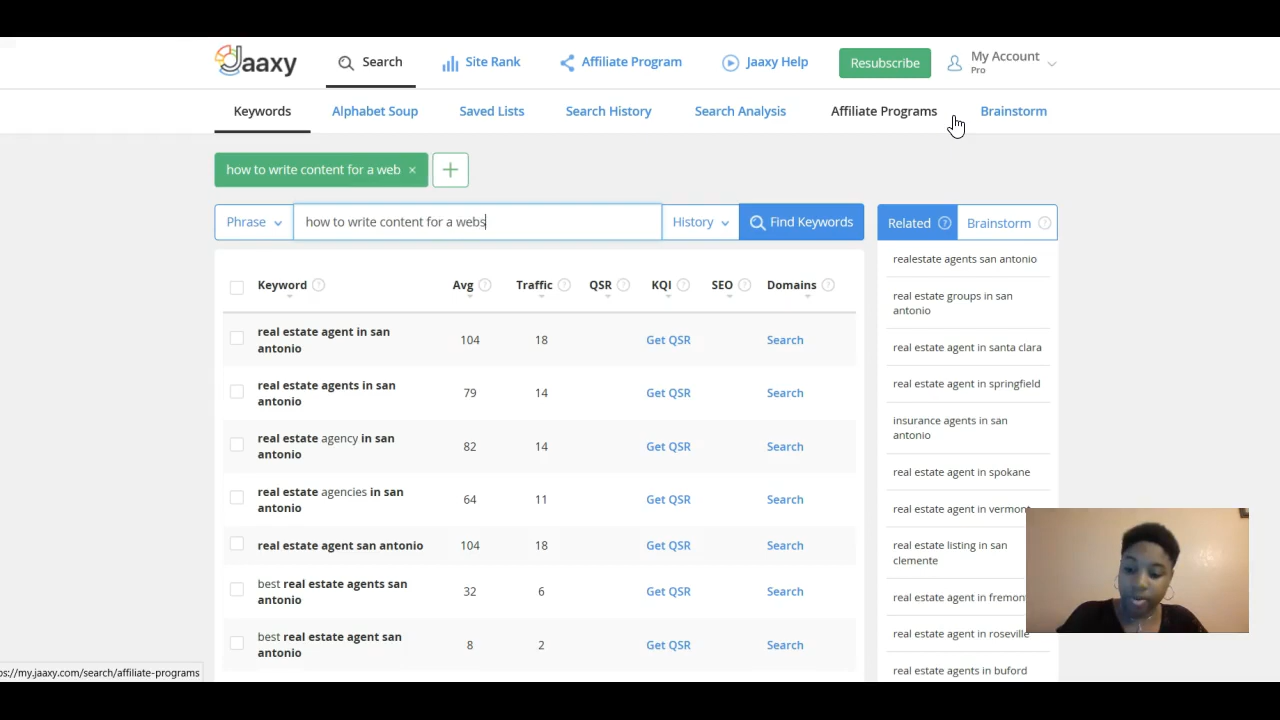 Jaaxy
Search
Site Rank
Affiliate Program
Jaaxy Help
Resubscribe
My Account
Pro
Keywords
Alphabet Soup
Saved Lists
Search History
Search Analysis
Affiliate Programs
Brainstorm
how to write content for a web ×
+
Phrase
how to write content for a webs
History
Find Keywords
Related ?
Brainstorm ?
Keyword ?
Avg ?
Traffic ?
QSR ?
KQI ?
SEO ?
Domains ?
real estate agent in san
antonio
104
18
Get QSR
Search
real estate agents in san
antonio
79
14
Get QSR
Search
real estate agency in san
antonio
82
14
Get QSR
Search
real estate agencies in san
antonio
64
11
Get QSR
Search
real estate agent san antonio
104
18
Get QSR
Search
best real estate agents san
antonio
32
6
Get QSR
Search
best real estate agent san
antonio
8
2
Get QSR
Search
realestate agents san antonio
real estate groups in san
antonio
real estate agent in santa clara
real estate agent in springfield
insurance agents in san
antonio
real estate agent in spokane
real estate agent in vermont
real estate listing in san
clemente
real estate agent in fremont
real estate agent in roseville
real estate agents in buford
ps://my.jaaxy.com/search/affiliate-programs